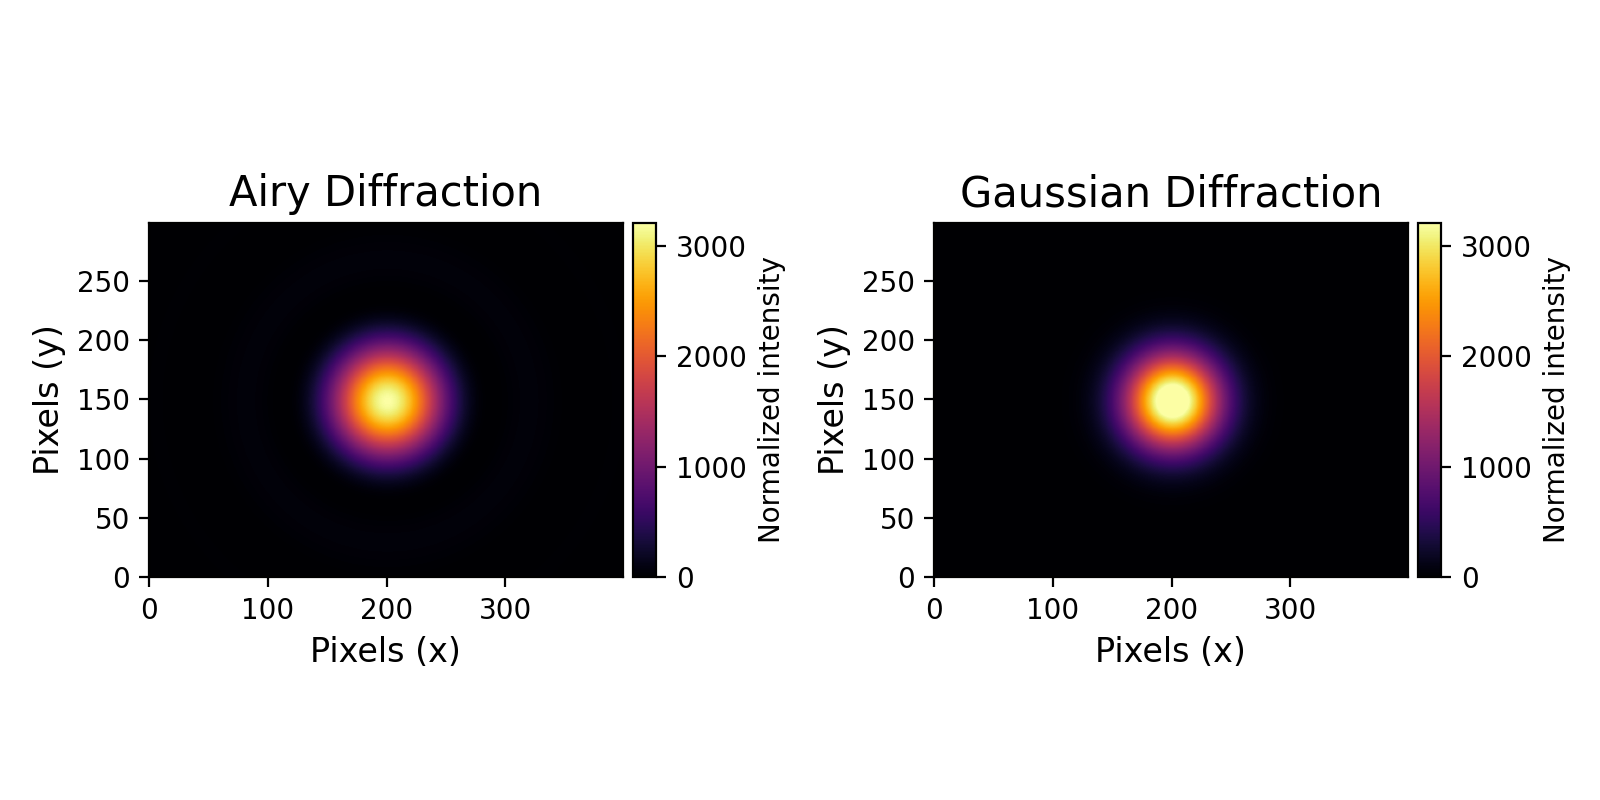 Airy Diffraction
Pixels (y)
250
200
150
100
50
0
0 100 200 300
Pixels (x)
3000
2000
1000
0
Normalized intensity
Gaussian Diffraction
Pixels (y)
250
200
150
100
50
0
0 100 200 300
Pixels (x)
3000
2000
1000
0
Normalized intensity